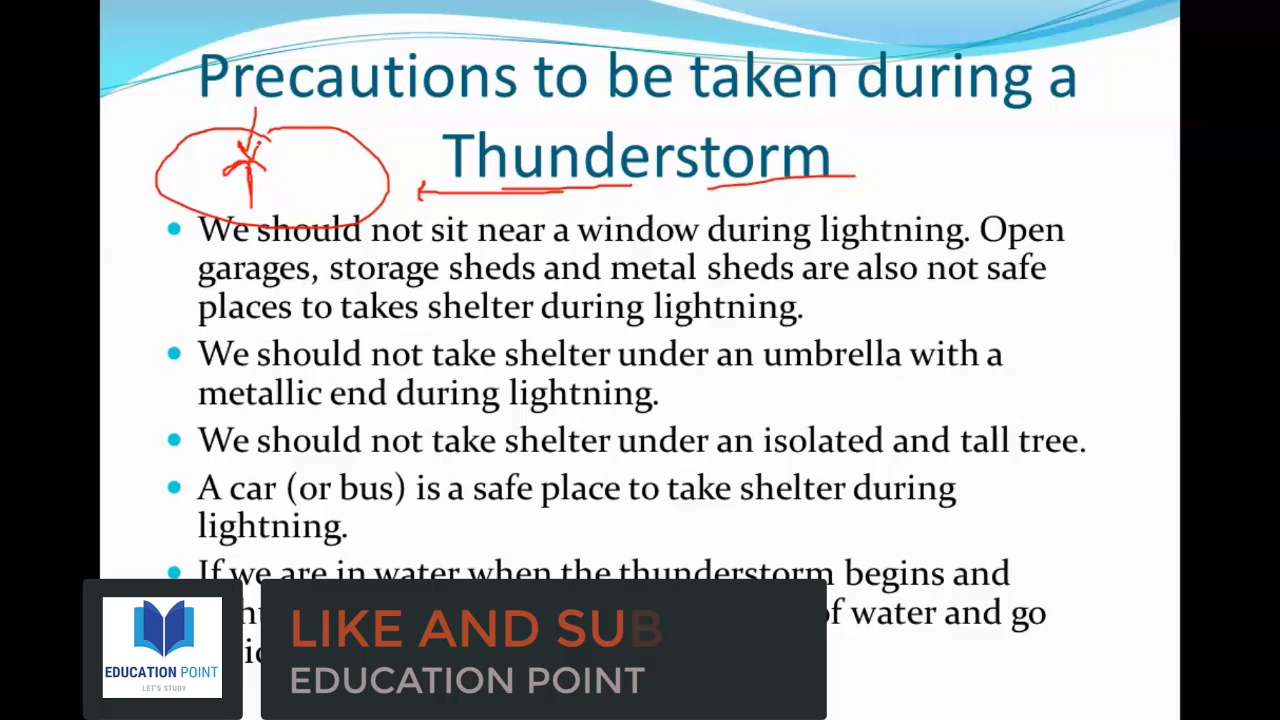 Precautions to be taken during a
Thunderstorm
• We should not sit near a window during lightning. Open
garages, storage sheds and metal sheds are also not safe
places to takes shelter during lightning.
• We should not take shelter under an umbrella with a
metallic end during lightning.
• We should not take shelter under an isolated and tall tree.
• A car (or bus) is a safe place to take shelter during
lightning.
• If we are in water when the thunderstorm begins and
of water and go
LIKE AND SUB
EDUCATION POINT
EDUCATION POINT
LET'S STUDY